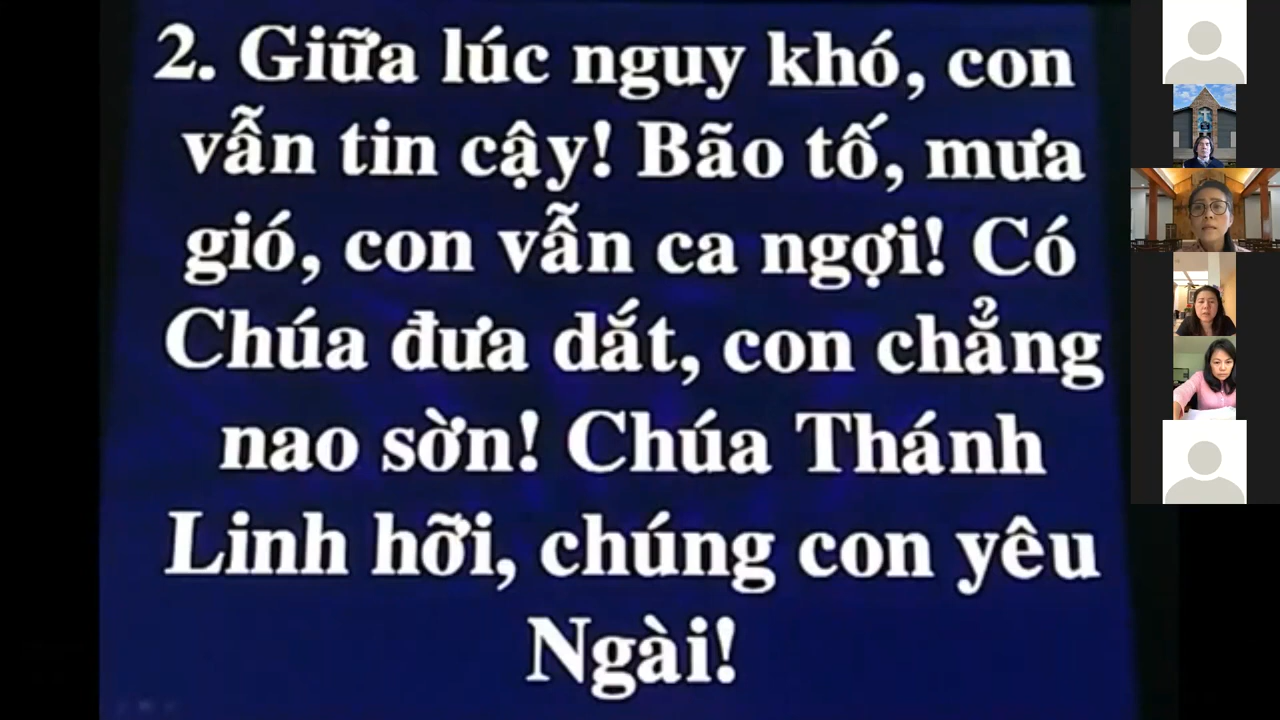 2. Giữa lúc nguy khó, con
vẫn tin cậy! Bão tố, mưa
gió, con vẫn ca ngợi! Có
Chúa đưa dắt, con chẳng
nao sờn! Chúa Thánh
Linh hỡi, chúng con yêu
Ngài!